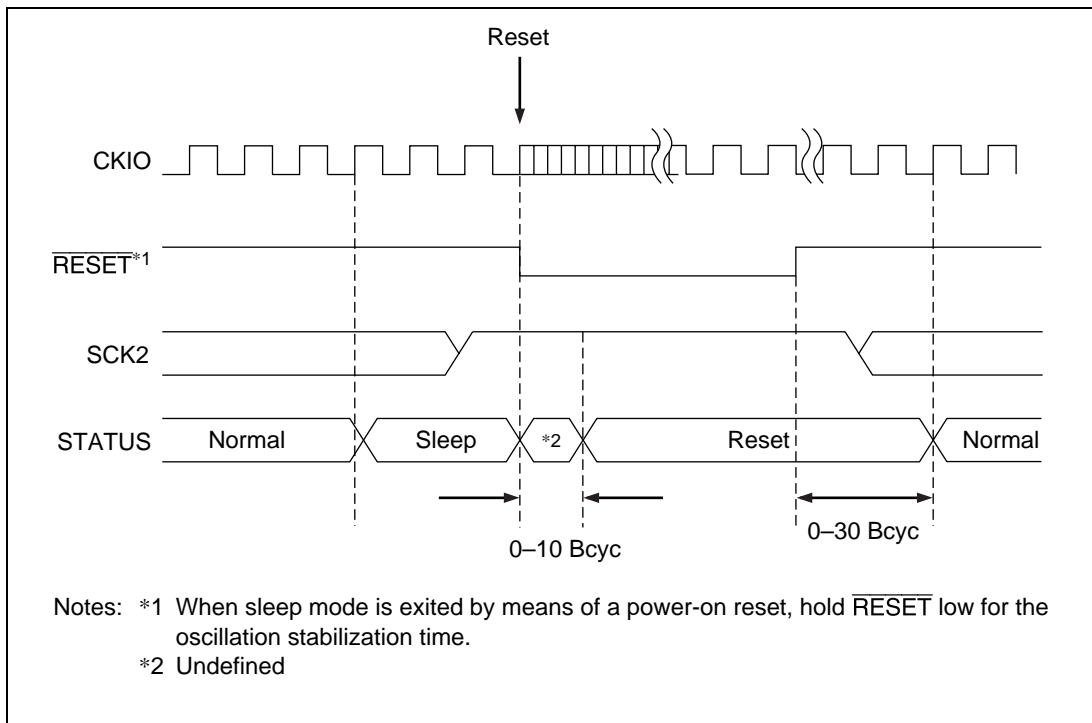 Reset
CKIO
RESET*1
SCK2
STATUS Normal Sleep *2 Reset Normal
0–10 Bcyc
0–30 Bcyc
Notes: *1 When sleep mode is exited by means of a power-on reset, hold RESET low for the
oscillation stabilization time.
*2 Undefined